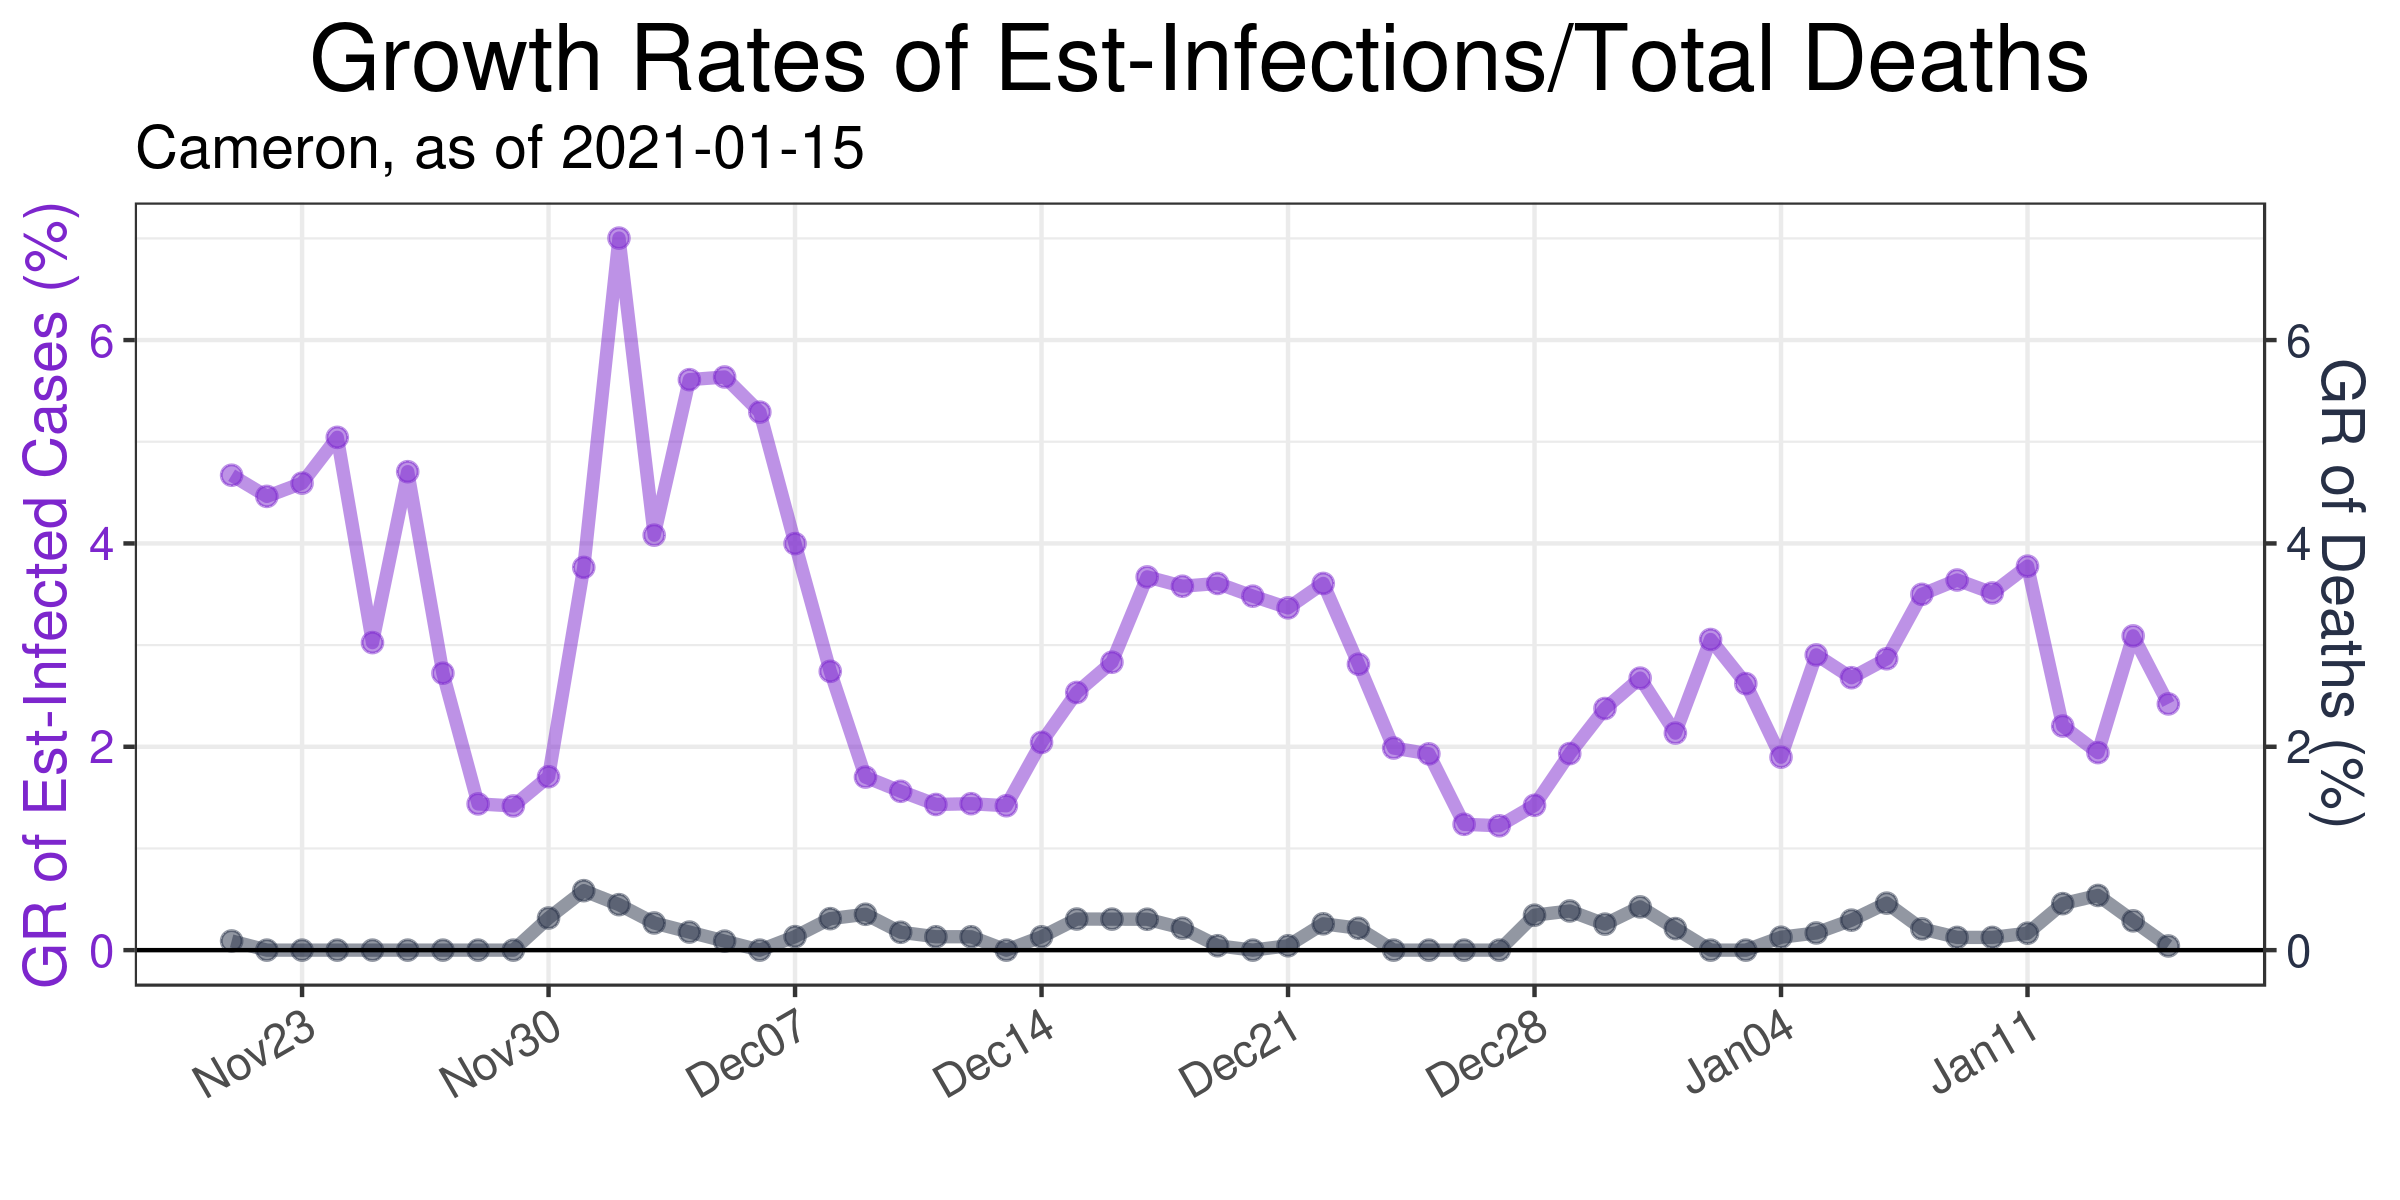 Growth Rates of Est-Infections/Total Deaths
Cameron, as of 2021-01-15
GR of Est-Infected Cases (%)
6
4
2
0
6
4
2
0
GR of Deaths (%)
Nov23
Nov30
Dec07
Dec14
Dec21
Dec28
Jan04
Jan11